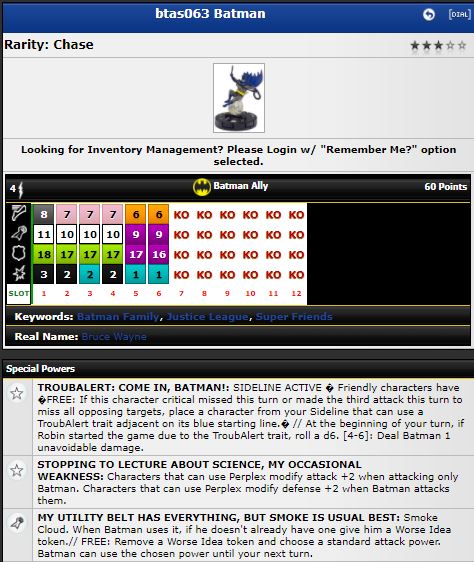 btas063 Batman
[DIAL]
Rarity: Chase
Looking for Inventory Management? Please Login w/ "Remember Me?" option
selected.
4 Batman Ally 60 Points
8 7 7 7 6 6 KO KO KO KO KO KO
11 10 10 10 9 9 KO KO KO KO KO KO
18 17 17 17 17 16 KO KO KO KO KO KO
3 2 2 2 1 1 KO KO KO KO KO KO
SLOT 1 2 3 4 5 6 7 8 9 10 11 12
Keywords: Batman Family, Justice League, Super Friends
Real Name: Bruce Wayne
Special Powers
TROUBALERT: COME IN, BATMAN!: SIDELINE ACTIVE � Friendly characters have
�FREE: If this character critical missed this turn or made the third attack this turn to
miss all opposing targets, place a character from your Sideline that can use a
TroubAlert trait adjacent on its blue starting line.� // At the beginning of your turn, if
Robin started the game due to the TroubAlert trait, roll a d6. [4-6]: Deal Batman 1
unavoidable damage.
STOPPING TO LECTURE ABOUT SCIENCE, MY OCCASIONAL
WEAKNESS: Characters that can use Perplex modify attack +2 when attacking only
Batman. Characters that can use Perplex modify defense +2 when Batman attacks
them.
MY UTILITY BELT HAS EVERYTHING, BUT SMOKE IS USUAL BEST: Smoke
Cloud. When Batman uses it, if he doesn't already have one give him a Worse Idea
token.// FREE: Remove a Worse Idea token and choose a standard attack power.
Batman can use the chosen power until your next turn.